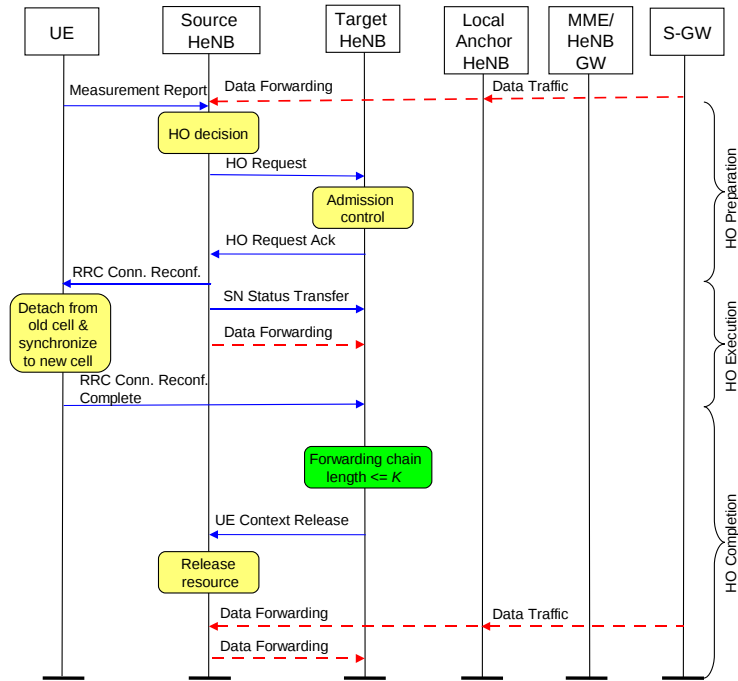 UE
Source
HeNB
Target
HeNB
Local
Anchor
HeNB
MME/
HeNB
GW
S-GW
Measurement Report
Data Forwarding
Data Traffic
HO decision
HO Request
Admission
control
HO Preparation
HO Request Ack
RRC Conn. Reconf.
Detach from
old cell &
synchronize
to new cell
SN Status Transfer
Data Forwarding
HO Execution
RRC Conn. Reconf.
Complete
Forwarding chain
length <= K
UE Context Release
Release
resource
HO Completion
Data Forwarding
Data Traffic
Data Forwarding